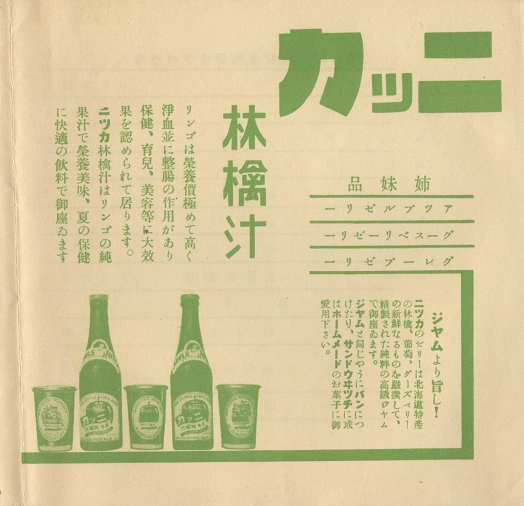 ニッカ
林檎汁
リンゴは榮養價極めて高く
淨血並に整腸の作用があり
保健、育兒、美容等に大效
果を認められて居ります。
ニツカ林檎汁はリンゴの純
果汁で榮養美味、夏の保健
に快適の飲料で御座ゐます
姉妹品
アツプルゼリー
グースベリーゼリー
グレープゼリー
ジヤムより旨し!
ニツカのゼリーは北海道特産
の林檎、葡萄、グーズベリー
の新鮮なるものを嚴撰して、
精製された純粹の高級ジヤム
で御座ゐます。
ジヤムと同じやうにパンにつ
けたり、サンドウヰツチに或
はホームメードのお菓子に御
愛用下さい。
ニッカ
ニッカ